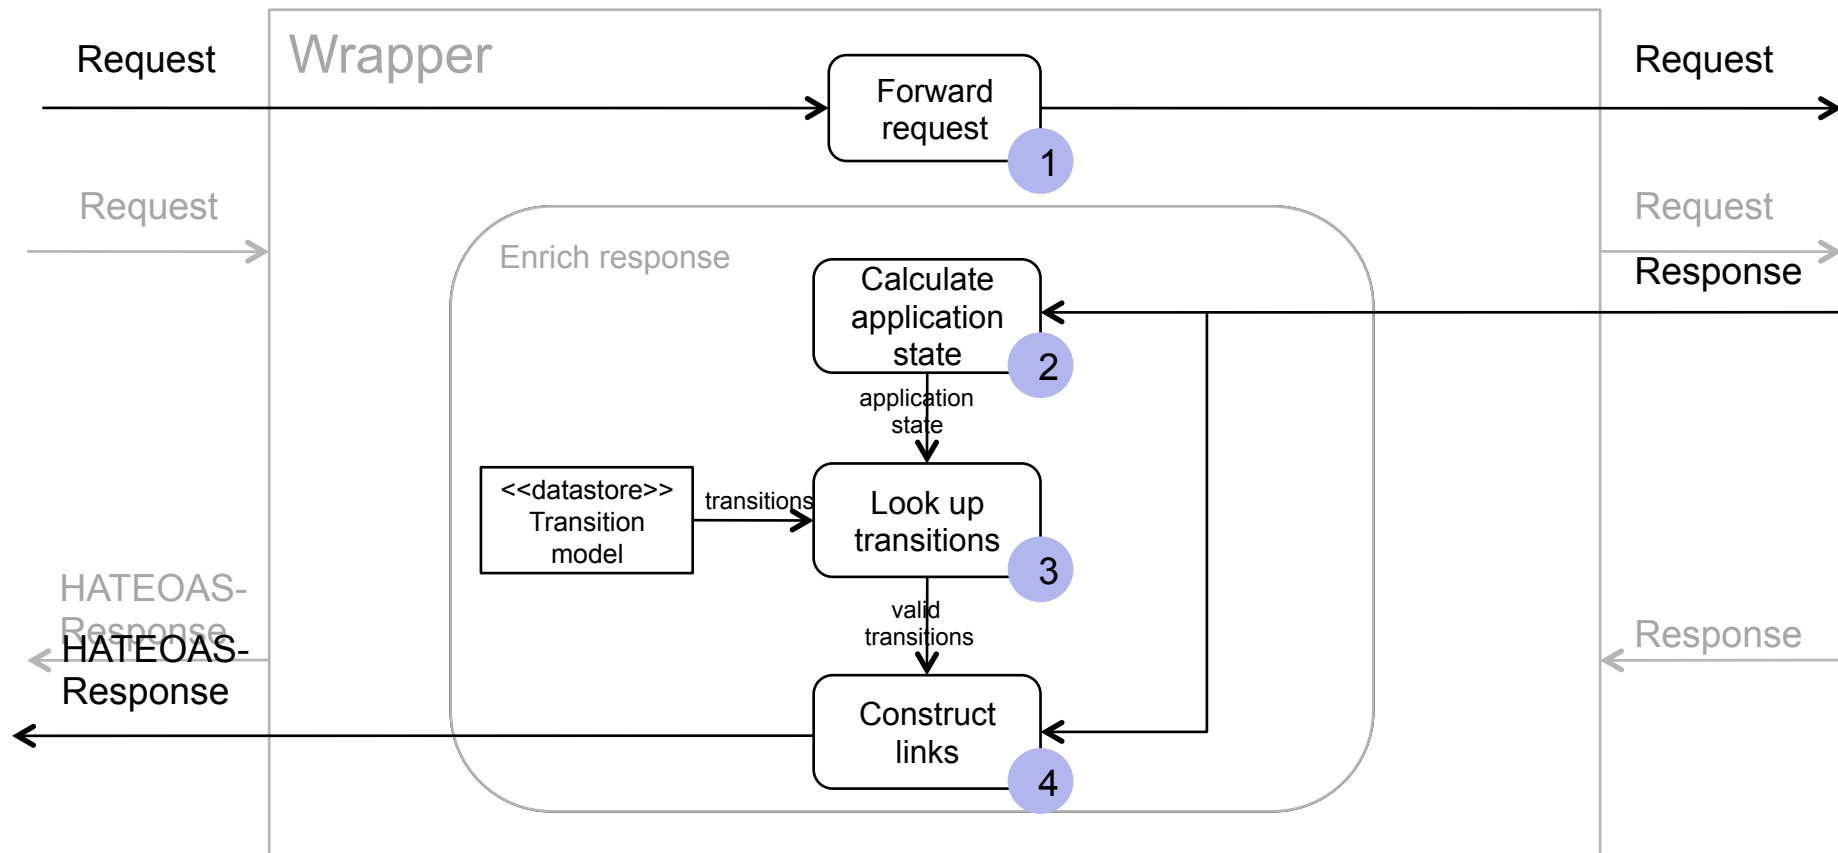 Request
Wrapper
Request
Forward
request
1
Request
Request
Enrich response
Response
Calculate
application
state
2
application
state
<<datastore>>
Transition
model
transitions
Look up
transitions
3
valid
transitions
HATEOAS-
Response
HATEOAS-
Response
Response
Construct
links
4